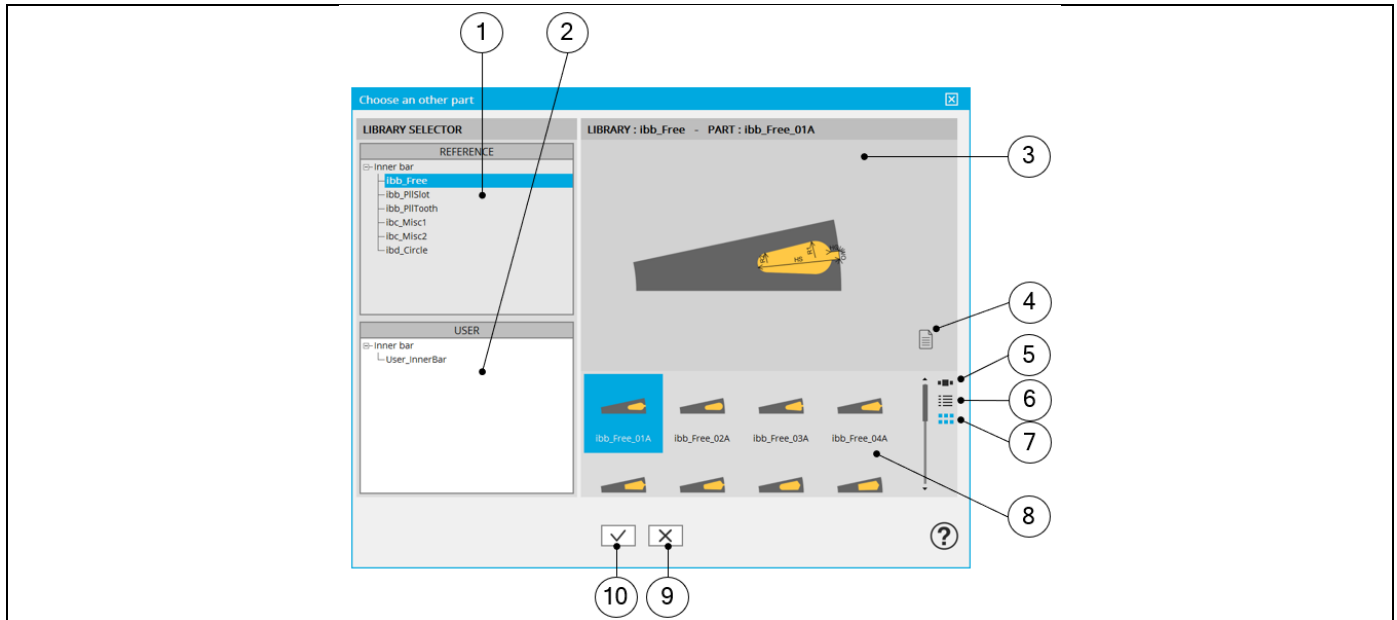 1
2
Choose an other part
LIBRARY SELECTOR
LIBRARY : ibb_Free - PART : ibb_Free_01A
REFERENCE
Inner bar
ibb_Free
ibb_PllSlot
ibb_PllTooth
ibc_Misc1
ibc_Misc2
ibd_Circle
3
HS
4
USER
Inner bar
User_InnerBar
5
6
7
ibb_Free_01A ibb_Free_02A ibb_Free_03A ibb_Free_04A
8
?
10
9